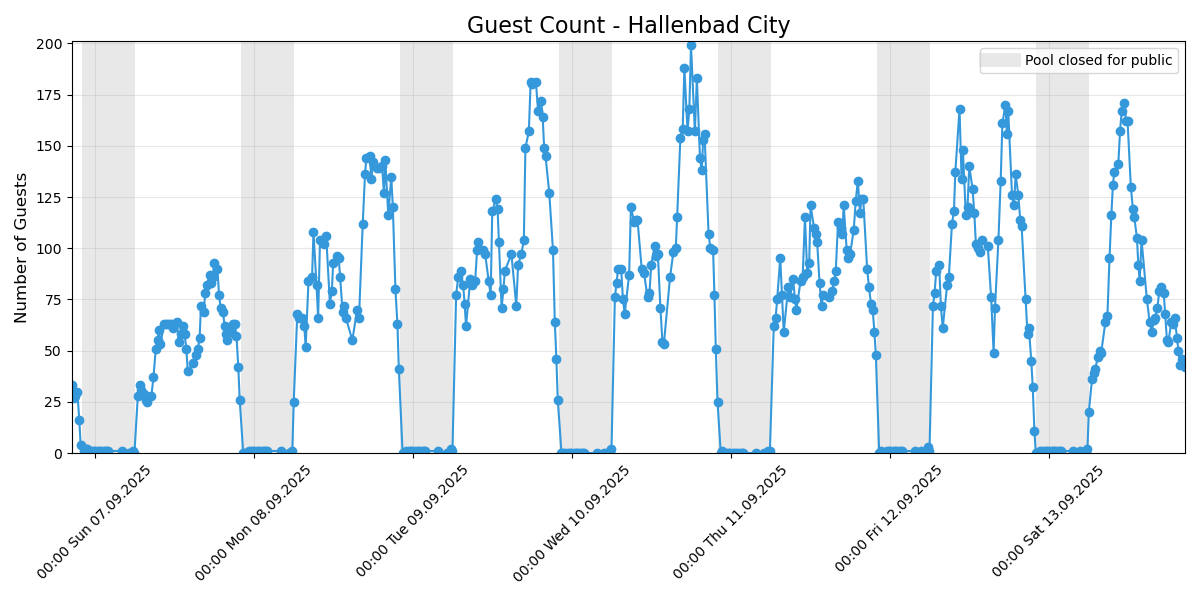 Guest Count - Hallenbad City
Pool closed for public
Number of Guests
200
175
150
125
100
75
50
25
0
00:00 Sun 07.09.2025
00:00 Mon 08.09.2025
00:00 Tue 09.09.2025
00:00 Wed 10.09.2025
00:00 Thu 11.09.2025
00:00 Fri 12.09.2025
00:00 Sat 13.09.2025